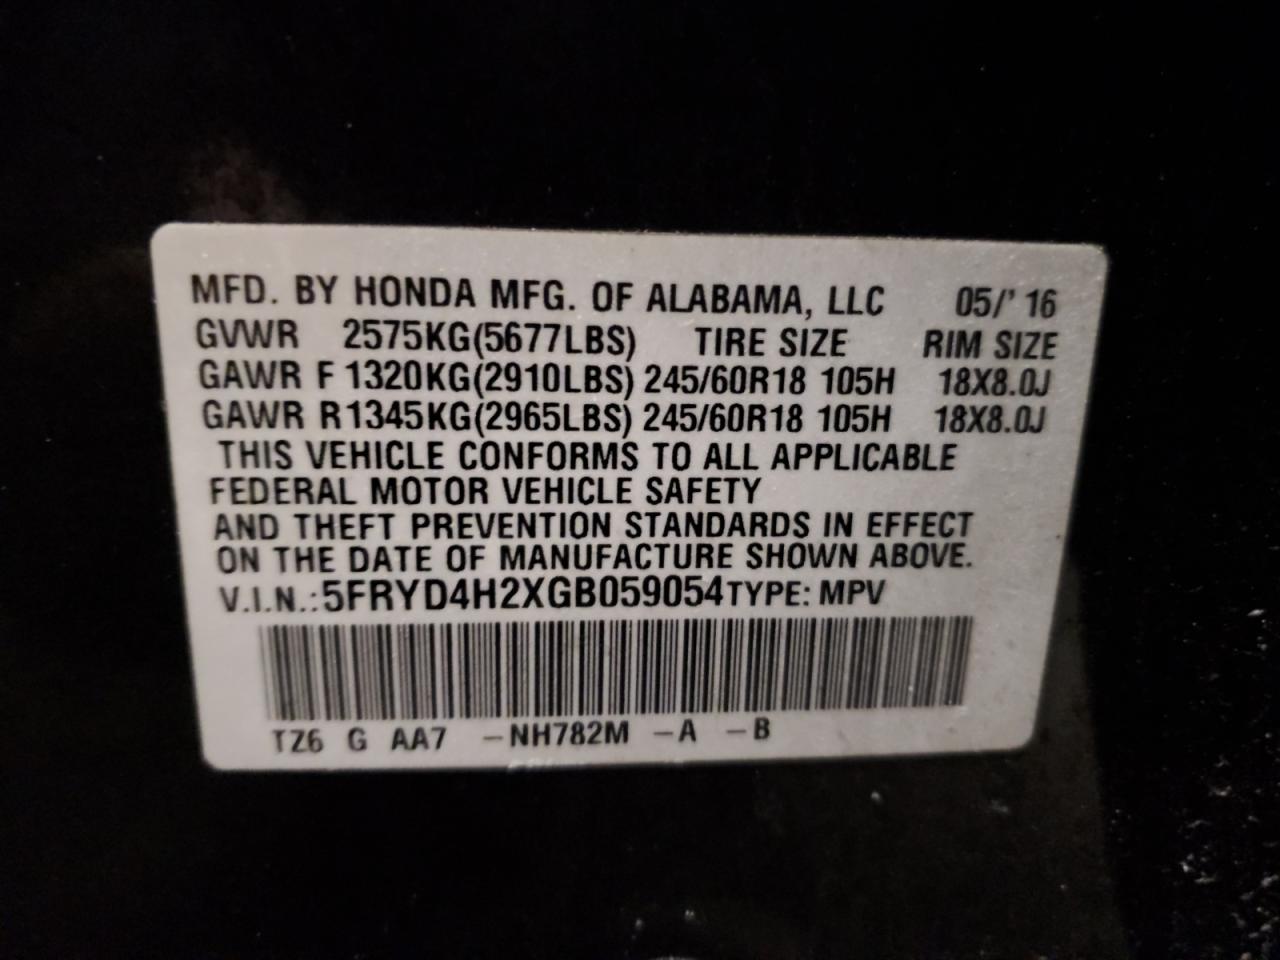 MFD. BY HONDA MFG. OF ALABAMA, LLC 05/' 16
GVWR 2575KG(5677LBS) TIRE SIZE RIM SIZE
GAWR F 1320KG(2910LBS) 245/60R18 105H 18X8.0J
GAWR R1345KG(2965LBS) 245/60R18 105H 18X8.0J
THIS VEHICLE CONFORMS TO ALL APPLICABLE
FEDERAL MOTOR VEHICLE SAFETY
AND THEFT PREVENTION STANDARDS IN EFFECT
ON THE DATE OF MANUFACTURE SHOWN ABOVE.
V.I.N.:5FRYD4H2XGB059054TYPE: MPV
TZ6 G AA7 -NH782M -A -B